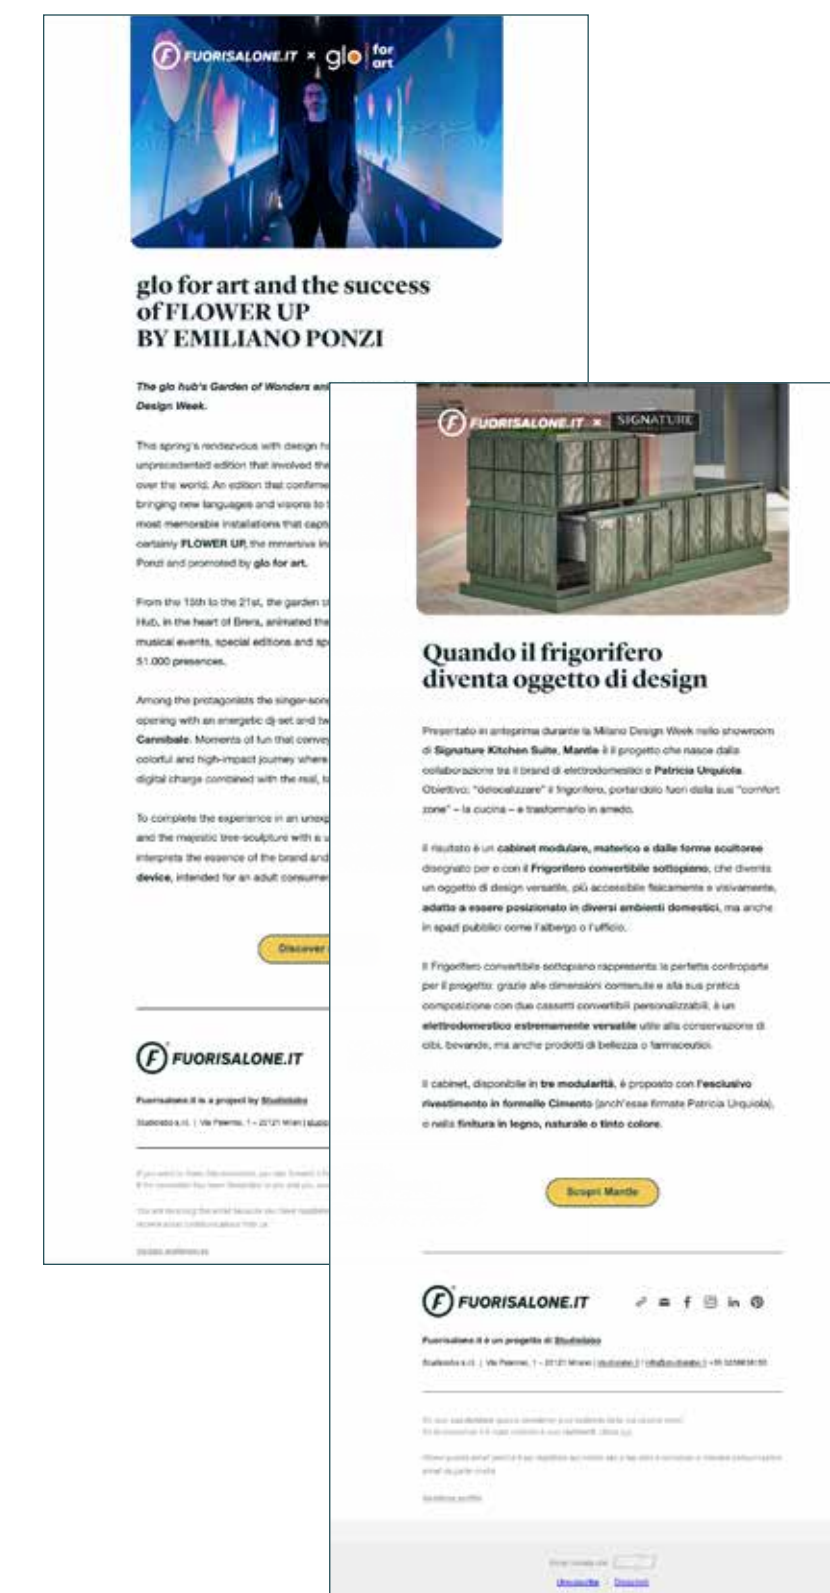 FUORISALONE.IT × glo for art
glo for art and the success
of FLOWER UP
BY EMILIANO PONZI
The glo hub's Garden of Wonders
Design Week.
This spring's rendezvous with design
unprecedented edition that involved the
over the world. An edition that
bringing new languages and visions to
most memorable installations that
certainly FLOWER UP, the immersive
Ponzi and promoted by glo for art.
From the 15th to the 21st, the garden
Hub, in the heart of Brera, animated the
musical events, special editions and
51.000 presences.
Among the protagonists the
opening with an energetic dj-set and
Cannibale. Moments of fun that
colorful and high-impact journey where
digital charge combined with the real,
To complete the experience in an
and the majestic tree-sculpture with a
interprets the essence of the brand and
device, intended for an adult
Discover
FUORISALONE.IT
Fuorisalone.it is a project by Studiolabo
Studiolabo s.r.l. | Via Palermo, 1 – 20121 Milan |
FUORISALONE.IT × SIGNATURE
Quando il frigorifero
diventa oggetto di design
Presentato in anteprima durante la Milano Design Week nello showroom
di Signature Kitchen Suite, Mantle è il progetto che nasce dalla
collaborazione tra il brand di elettrodomestici e Patricia Urquiola.
Obiettivo: "delocalizzare" il frigorifero, portandolo fuori dalla sua "comfort
zone" – la cucina – e trasformarlo in arredo.
Il risultato è un cabinet modulare, materico e dalle forme scultoree
disegnato per e con il Frigorifero convertibile sottopiano, che diventa
un oggetto di design versatile, più accessibile fisicamente e visivamente,
adatto a essere posizionato in diversi ambienti domestici, ma anche
in spazi pubblici come l'albergo o l'ufficio.
Il Frigorifero convertibile sottopiano rappresenta la perfetta controparte
per il progetto: grazie alle dimensioni contenute e alla sua pratica
composizione con due cassetti convertibili personalizzabili, è un
elettrodomestico estremamente versatile utile alla conservazione di
cibi, bevande, ma anche prodotti di bellezza o farmaceutici.
Il cabinet, disponibile in tre modularità, è proposto con l'esclusivo
rivestimento in formelle Cimento (anch'esse firmate Patricia Urquiola),
o nella finitura in legno, naturale o tinto colore.
Scopri Mantle
FUORISALONE.IT
Fuorisalone.it è un progetto di Studiolabo
Studiolabo s.r.l. | Via Palermo, 1 – 20121 Milano |